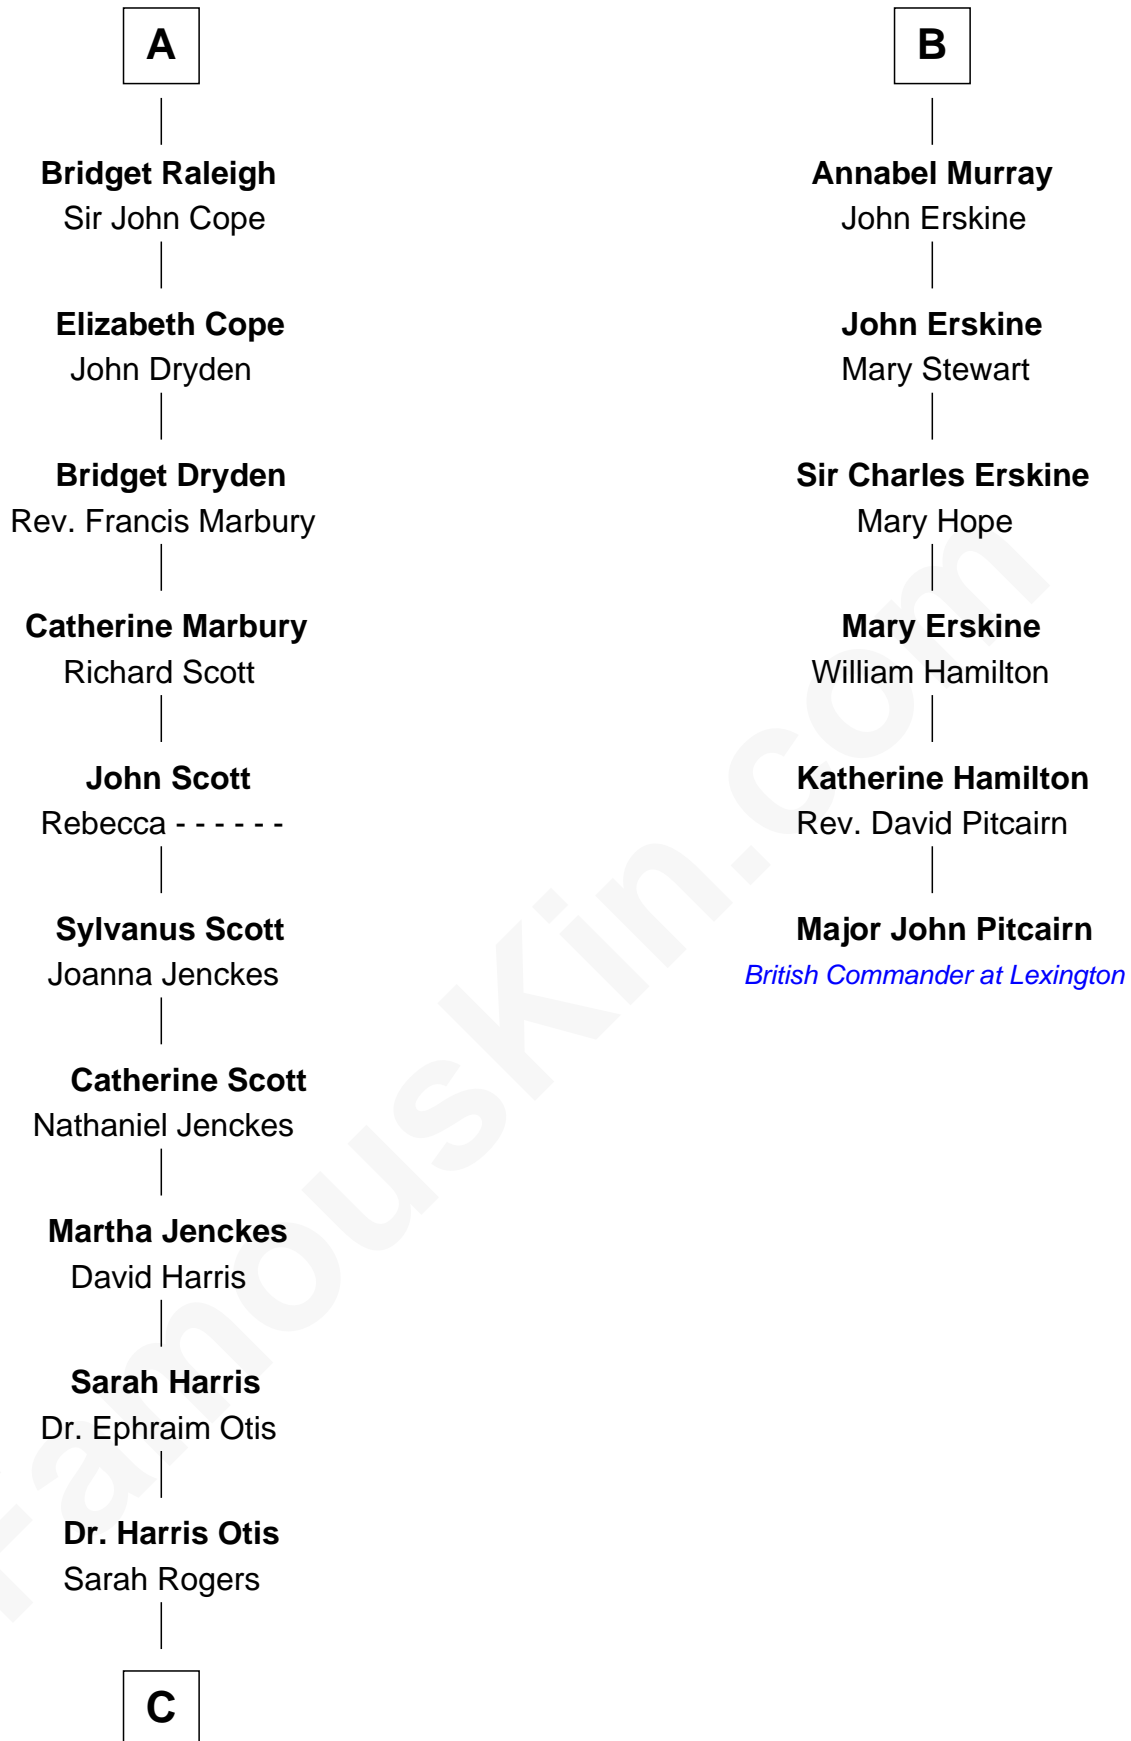 A
Bridget Raleigh
Sir John Cope
Elizabeth Cope
John Dryden
Bridget Dryden
Rev. Francis Marbury
Catherine Marbury
Richard Scott
John Scott
Rebecca - - - - - -
Sylvanus Scott
Joanna Jenckes
Catherine Scott
Nathaniel Jenckes
Martha Jenckes
David Harris
Sarah Harris
Dr. Ephraim Otis
Dr. Harris Otis
Sarah Rogers
C
B
Annabel Murray
John Erskine
John Erskine
Mary Stewart
Sir Charles Erskine
Mary Hope
Mary Erskine
William Hamilton
Katherine Hamilton
Rev. David Pitcairn
Major John Pitcairn
British Commander at Lexington
FamousKin.com